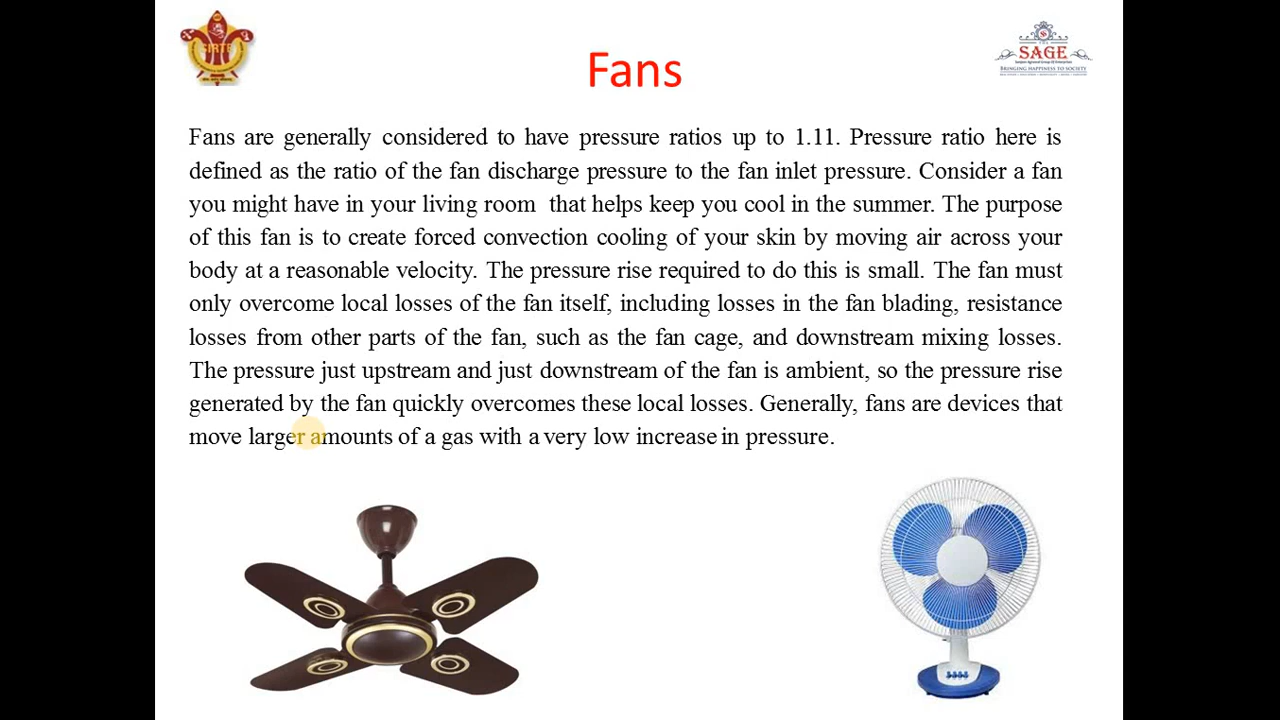 SIRTE
SAGE
BRINGING HAPPINESS TO SOCIETY
Fans
Fans are generally considered to have pressure ratios up to 1.11. Pressure ratio here is
defined as the ratio of the fan discharge pressure to the fan inlet pressure. Consider a fan
you might have in your living room that helps keep you cool in the summer. The purpose
of this fan is to create forced convection cooling of your skin by moving air across your
body at a reasonable velocity. The pressure rise required to do this is small. The fan must
only overcome local losses of the fan itself, including losses in the fan blading, resistance
losses from other parts of the fan, such as the fan cage, and downstream mixing losses.
The pressure just upstream and just downstream of the fan is ambient, so the pressure rise
generated by the fan quickly overcomes these local losses. Generally, fans are devices that
move larger amounts of a gas with a very low increase in pressure.